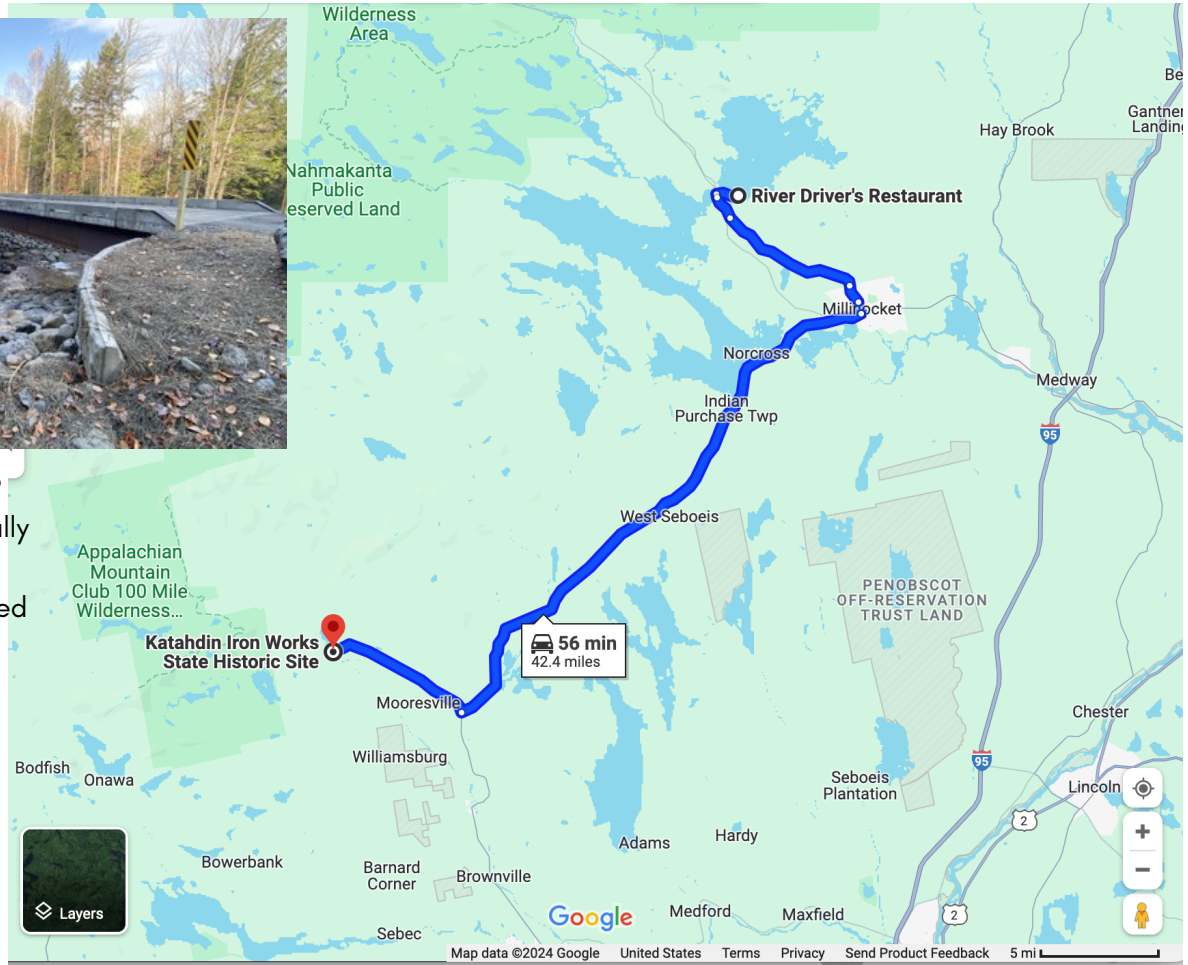 Wilderness
Area
Hay Brook
Gantner
Landing
Nahmakanta
Public
eserved Land
River Driver's Restaurant
Millinocket
Norcross
Medway
Indian
Purchase Twp
95
West Seboeis
Appalachian
Mountain
Club 100 Mile
Wilderness...
PENOBSCOT
OFF-RESERVATION
TRUST LAND
Katahdin Iron Works
State Historic Site
56 min
42.4 miles
Mooresville
Chester
Williamsburg
95
Bodfish
Onawa
Seboeis
Plantation
Lincoln
2
Adams
Hardy
Bowerbank
Barnard
Corner
Brownville
Layers
Google
Medford
Maxfield
2
Sebec
Map data ©2024 Google United States Terms Privacy Send Product Feedback 5 mi